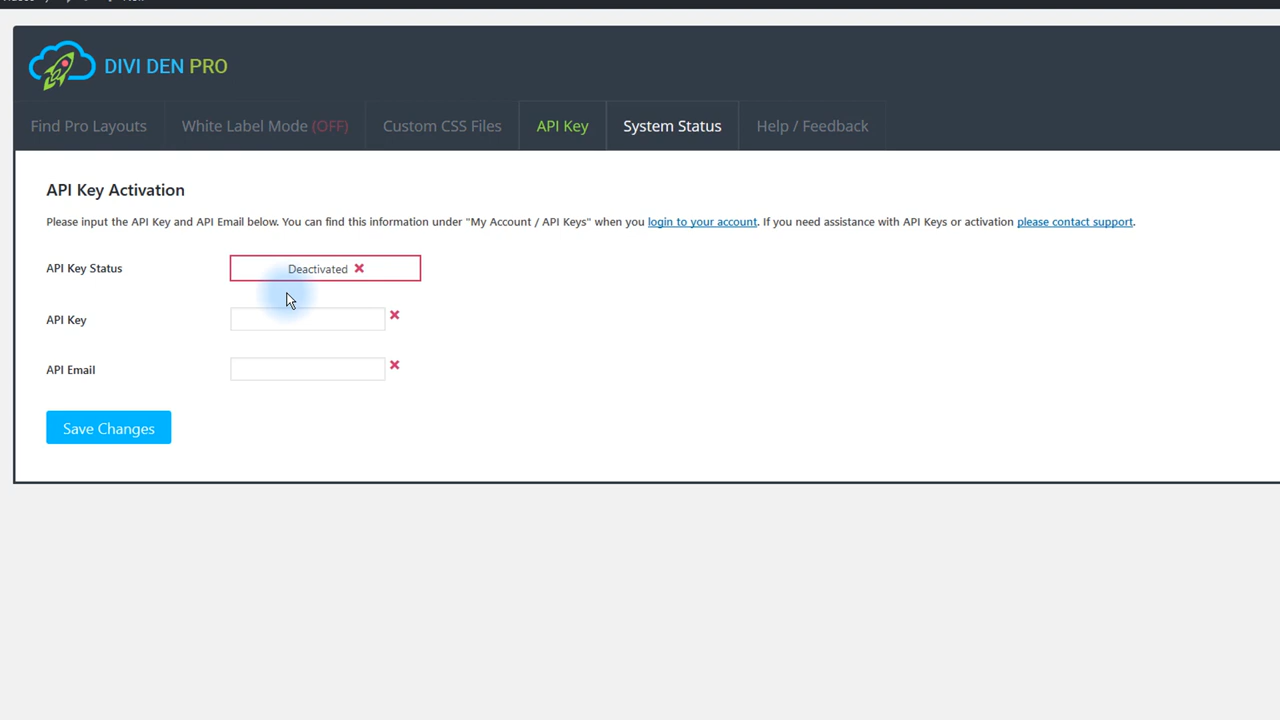 DIVI DEN PRO
Find Pro Layouts White Label Mode (OFF) Custom CSS Files API Key System Status Help / Feedback
API Key Activation
Please input the API Key and API Email below. You can find this information under "My Account / API Keys" when you login to your account. If you need assistance with API Keys or activation please contact support.
API Key Status Deactivated
API Key
API Email
Save Changes